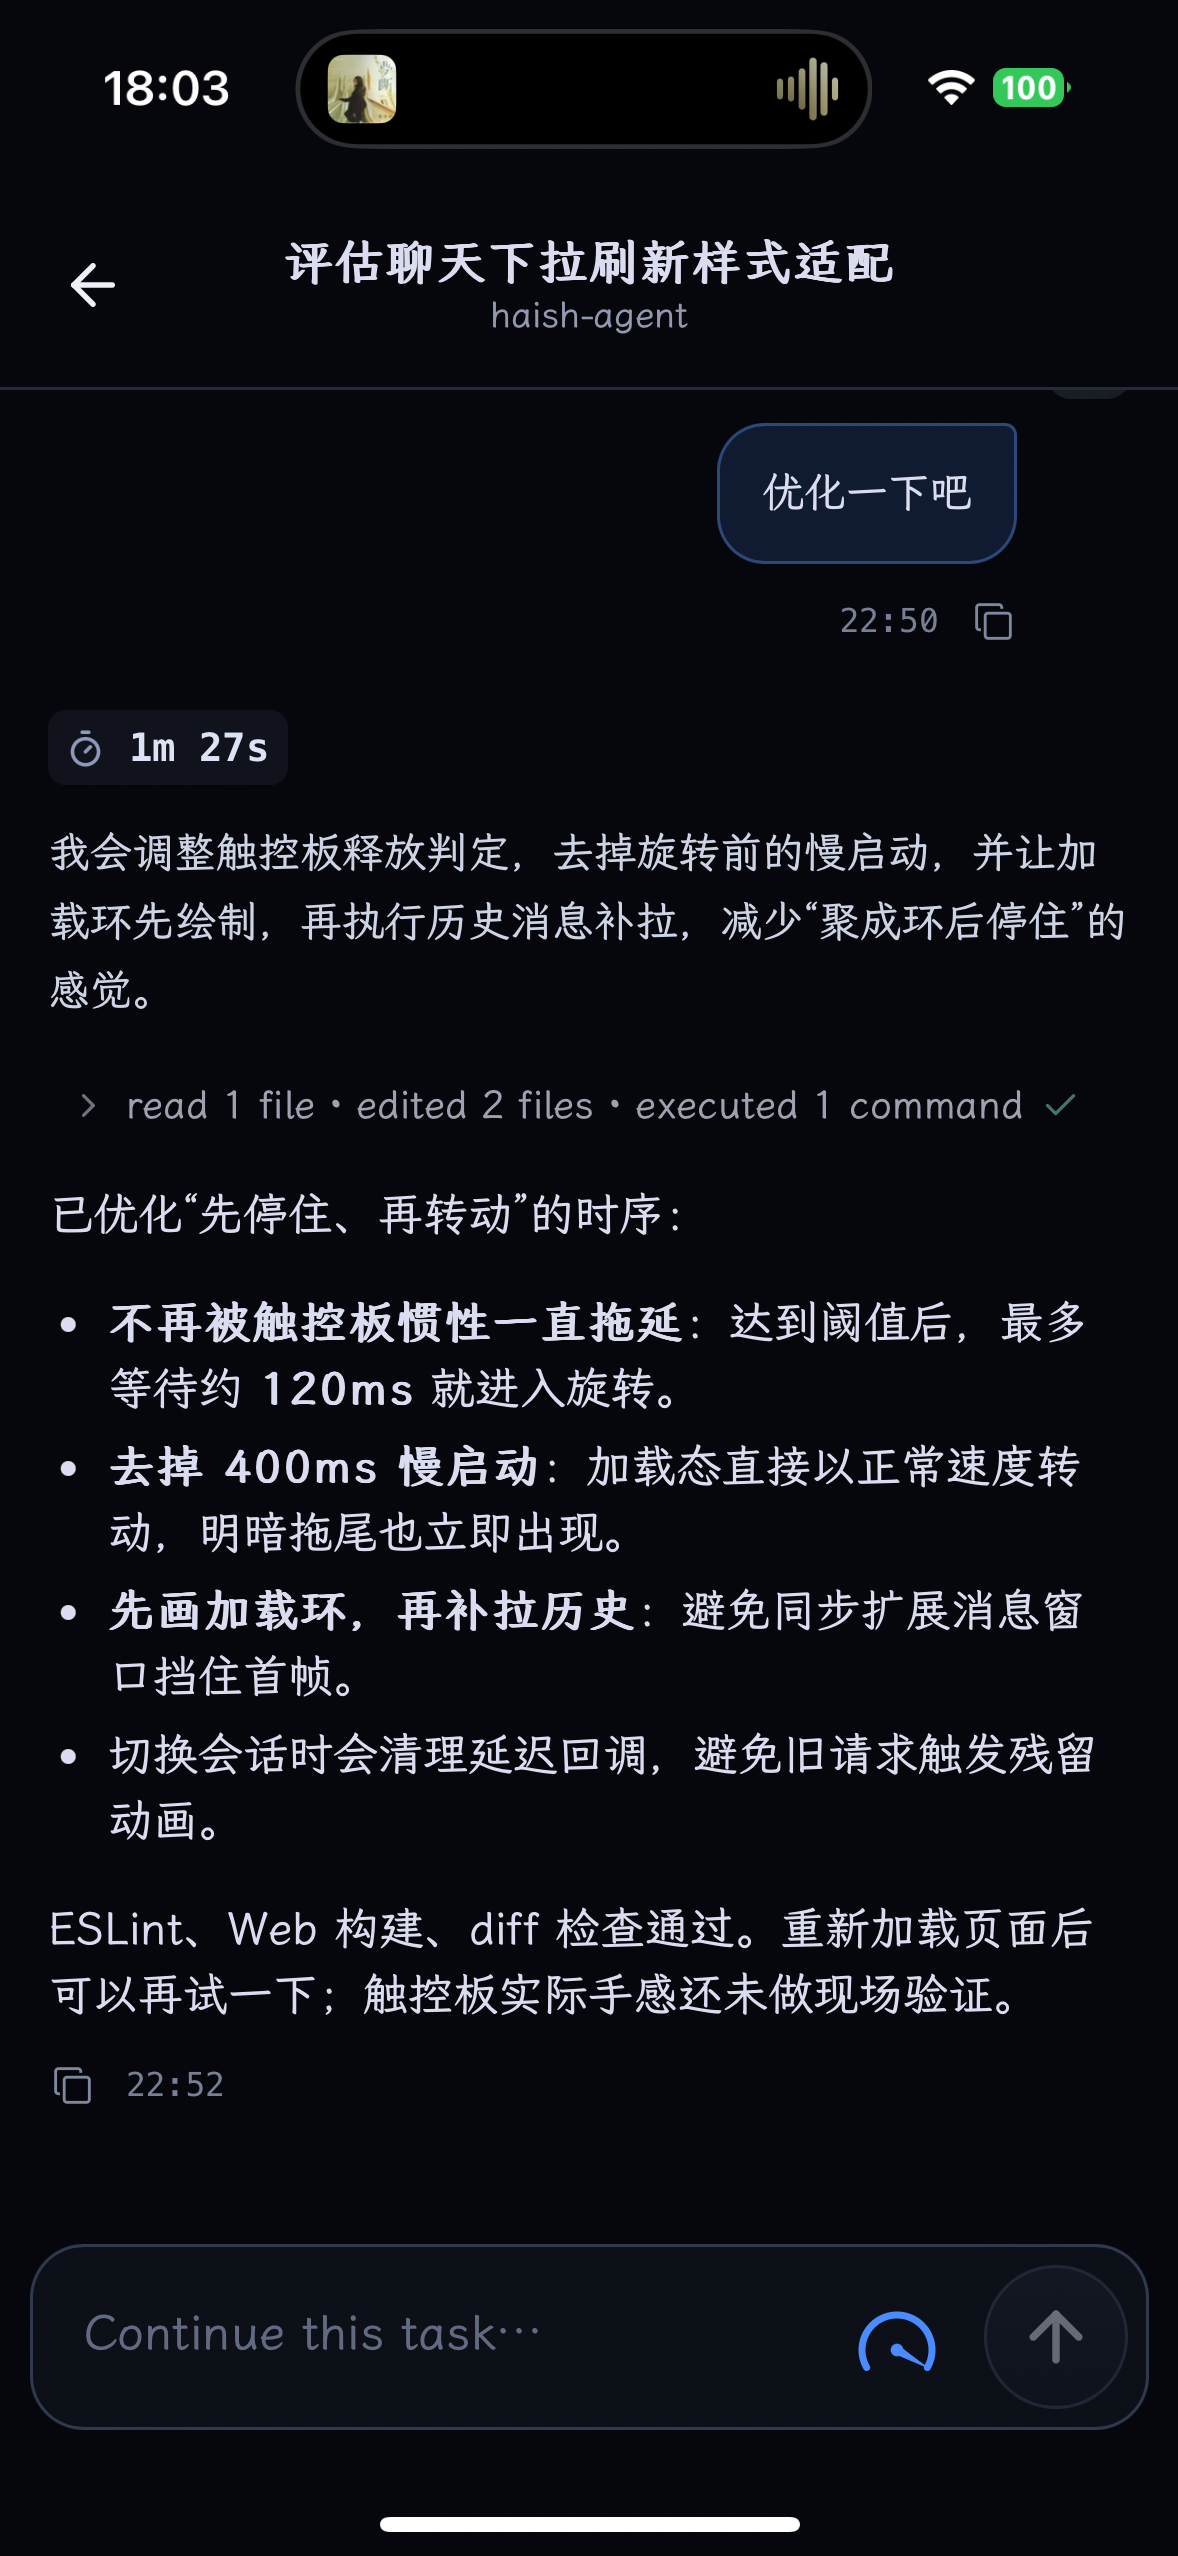 18:03
100
评估聊天下拉刷新样式适配
haish-agent
优化一下吧
22:50
1m 27s
我会调整触控板释放判定，去掉旋转前的慢启动，并让加
载环先绘制，再执行历史消息补拉，减少“聚成环后停住”的
感觉。
read 1 file • edited 2 files • executed 1 command
已优化“先停住、再转动”的时序：
• 不再被触控板惯性一直拖延：达到阈值后，最多
等待约 120ms 就进入旋转。
• 去掉 400ms 慢启动：加载态直接以正常速度转
动，明暗拖尾也立即出现。
• 先画加载环，再补拉历史：避免同步扩展消息窗
口挡住首帧。
• 切换会话时会清理延迟回调，避免旧请求触发残留
动画。
ESLint、Web 构建、diff 检查通过。重新加载页面后
可以再试一下；触控板实际手感还未做现场验证。
22:52
Continue this task…